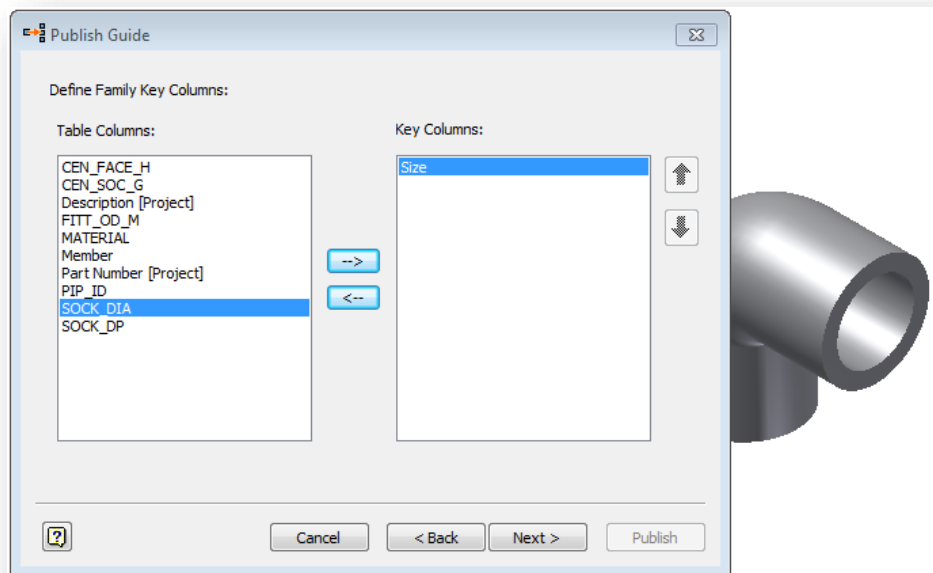 Publish Guide
Define Family Key Columns:
Table Columns:
Key Columns:
CEN_FACE_H
CEN_SOC_G
Description [Project]
FITT_OD_M
MATERIAL
Member
Part Number [Project]
PIP_ID
SOCK_DIA
SOCK_DP
Size
-->
<--
?
Cancel
< Back
Next >
Publish